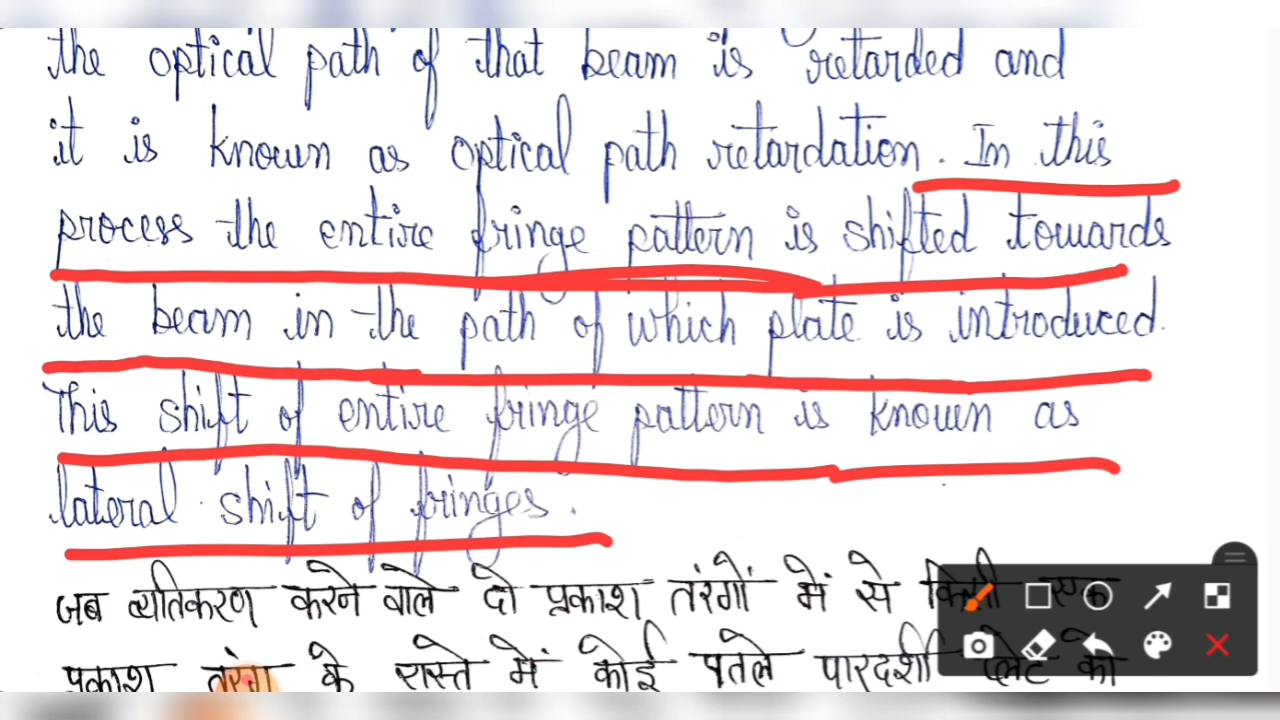 the optical path of that beam is retarded and
it is known as optical path retardation. In this
process the entire fringe pattern is shifted towards
the beam in the path of which plate is introduced.
This shift of entire fringe pattern is known as
lateral shift of fringes.
जब व्यतिकरण करने वाले दो प्रकाश तरंगों में से किसी एक
प्रकाश तरंग के रास्ते में कोई पतले पारदर्शी प्लेट को